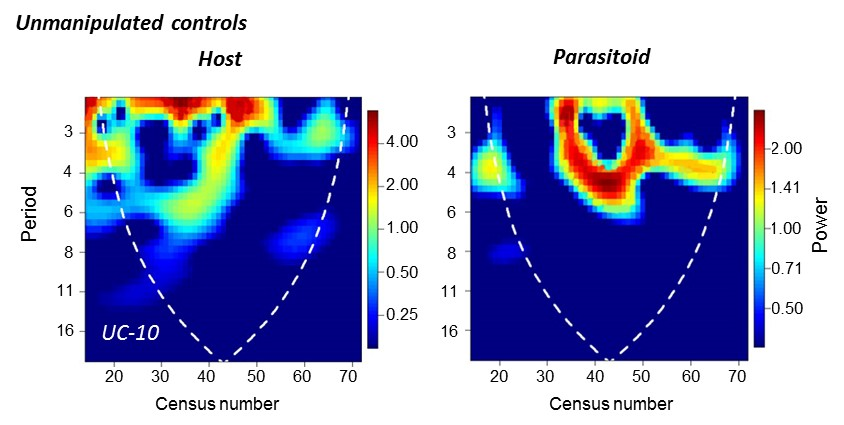 Unmanipulated controls
Host
Parasitoid
3
4
6
8
11
16
Period
UC-10
20 30 40 50 60 70
Census number
4.00
2.00
1.00
0.50
0.25
3
4
6
8
11
16
20 30 40 50 60 70
Census number
2.00
1.41
1.00
0.71
0.50
Power